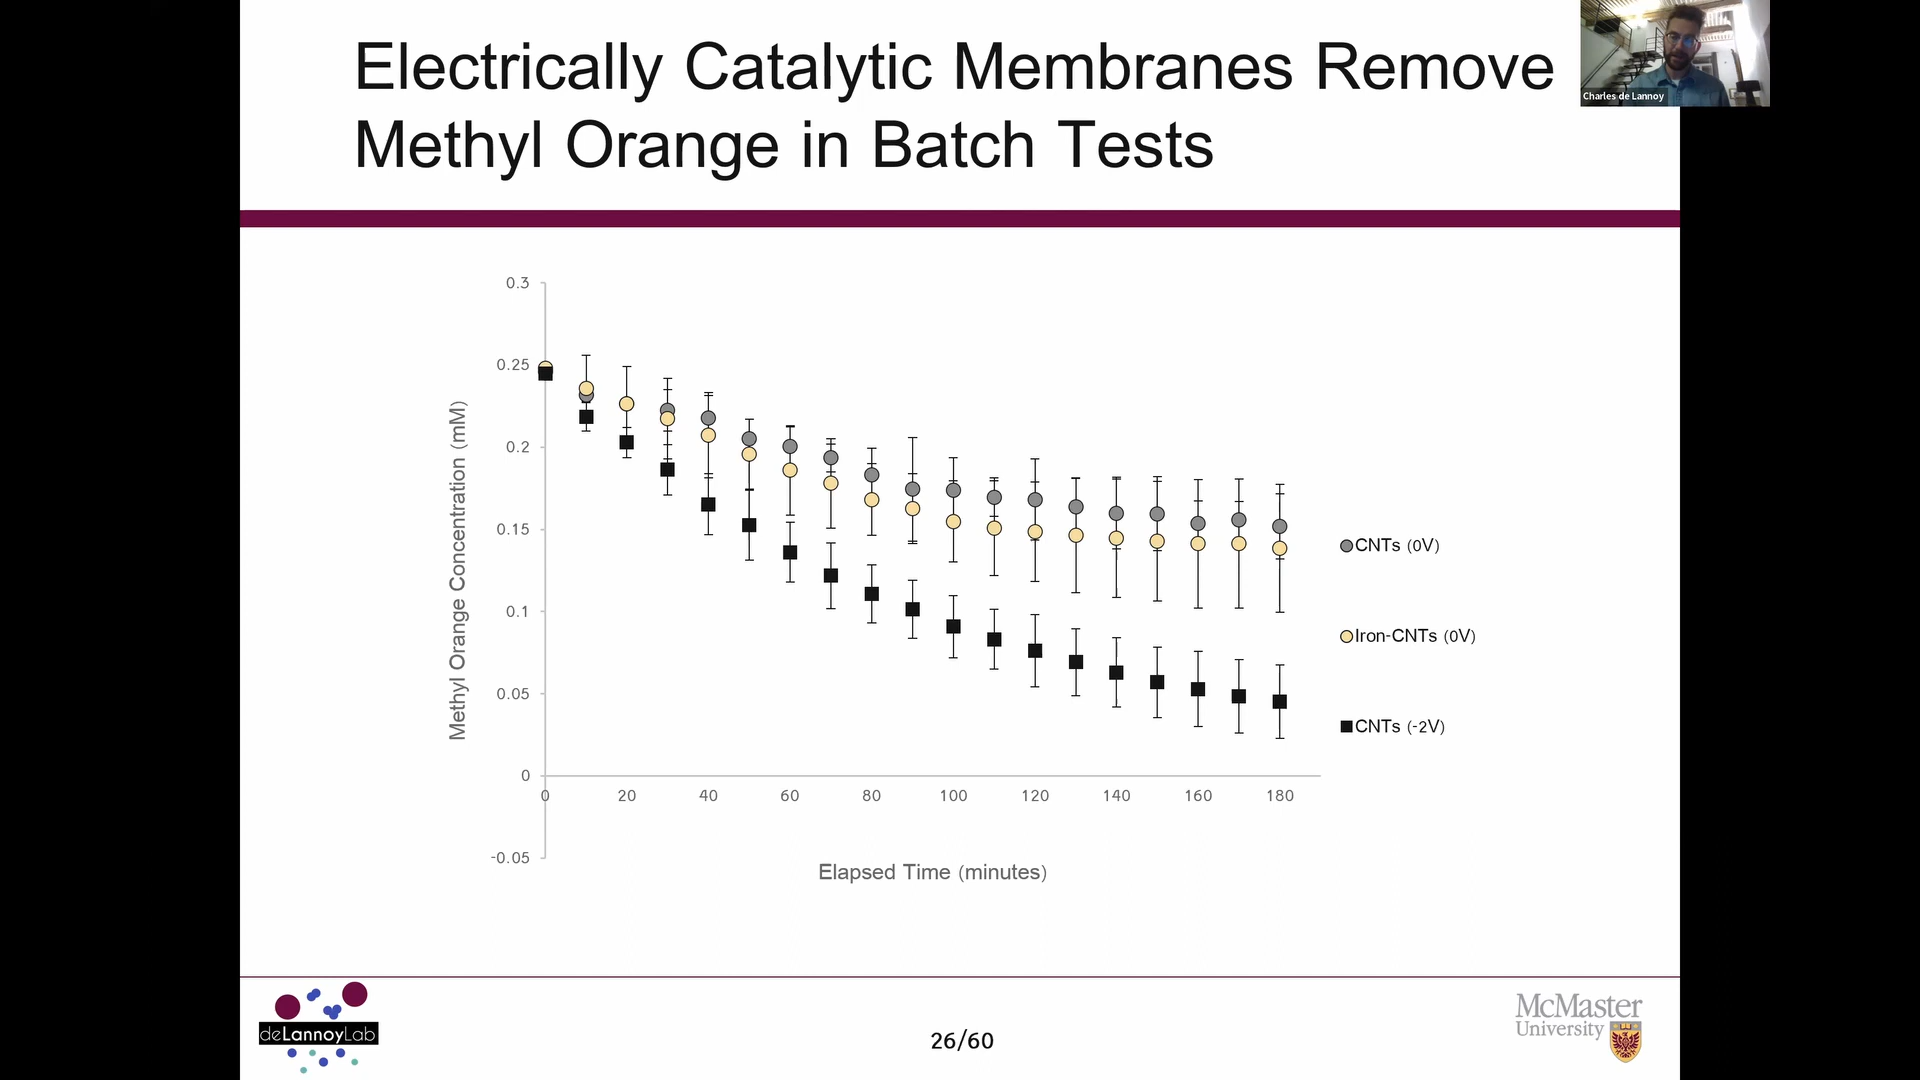 Electrically Catalytic Membranes Remove
Methyl Orange in Batch Tests
Charles de Lannoy
0.3
0.25
0.2
0.15
0.1
0.05
0
-0.05
Methyl Orange Concentration (mM)
0 20 40 60 80 100 120 140 160 180
Elapsed Time (minutes)
CNTs (0V)
Iron-CNTs (0V)
CNTs (-2V)
deLannoyLab
26/60
McMaster
University